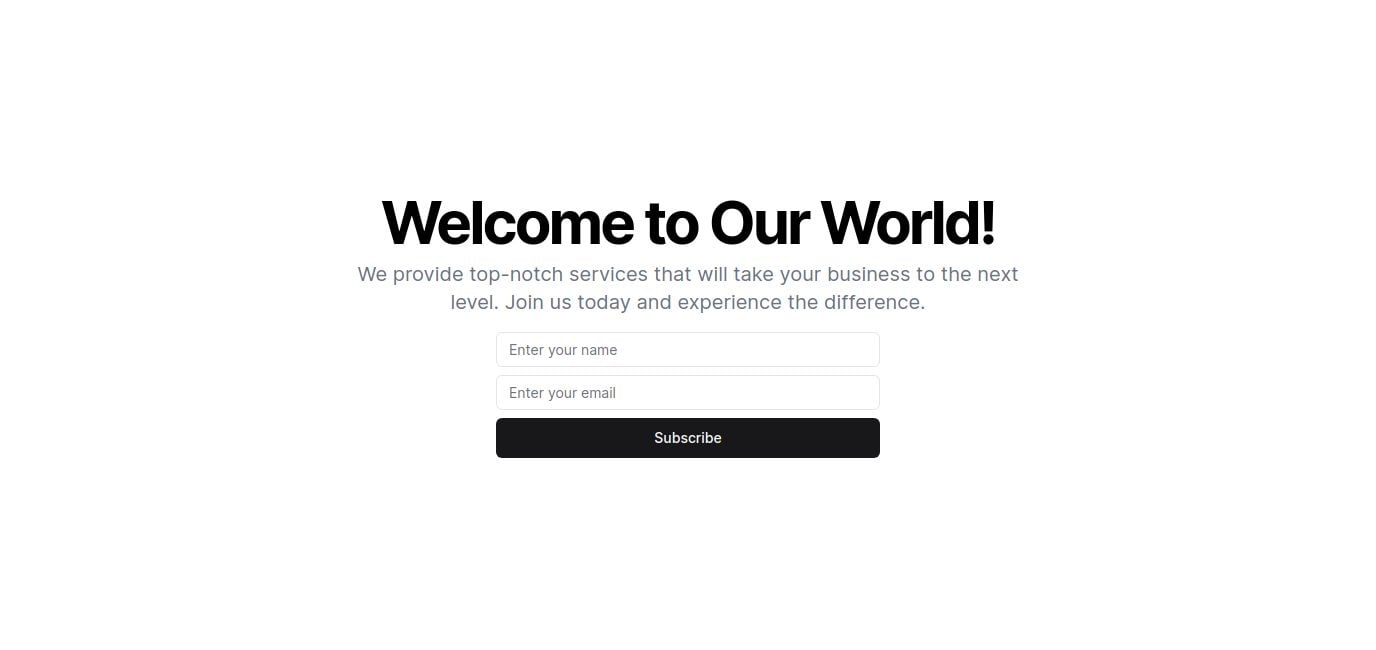 Welcome to Our World!
We provide top-notch services that will take your business to the next
level. Join us today and experience the difference.
Enter your name
Enter your email
Subscribe